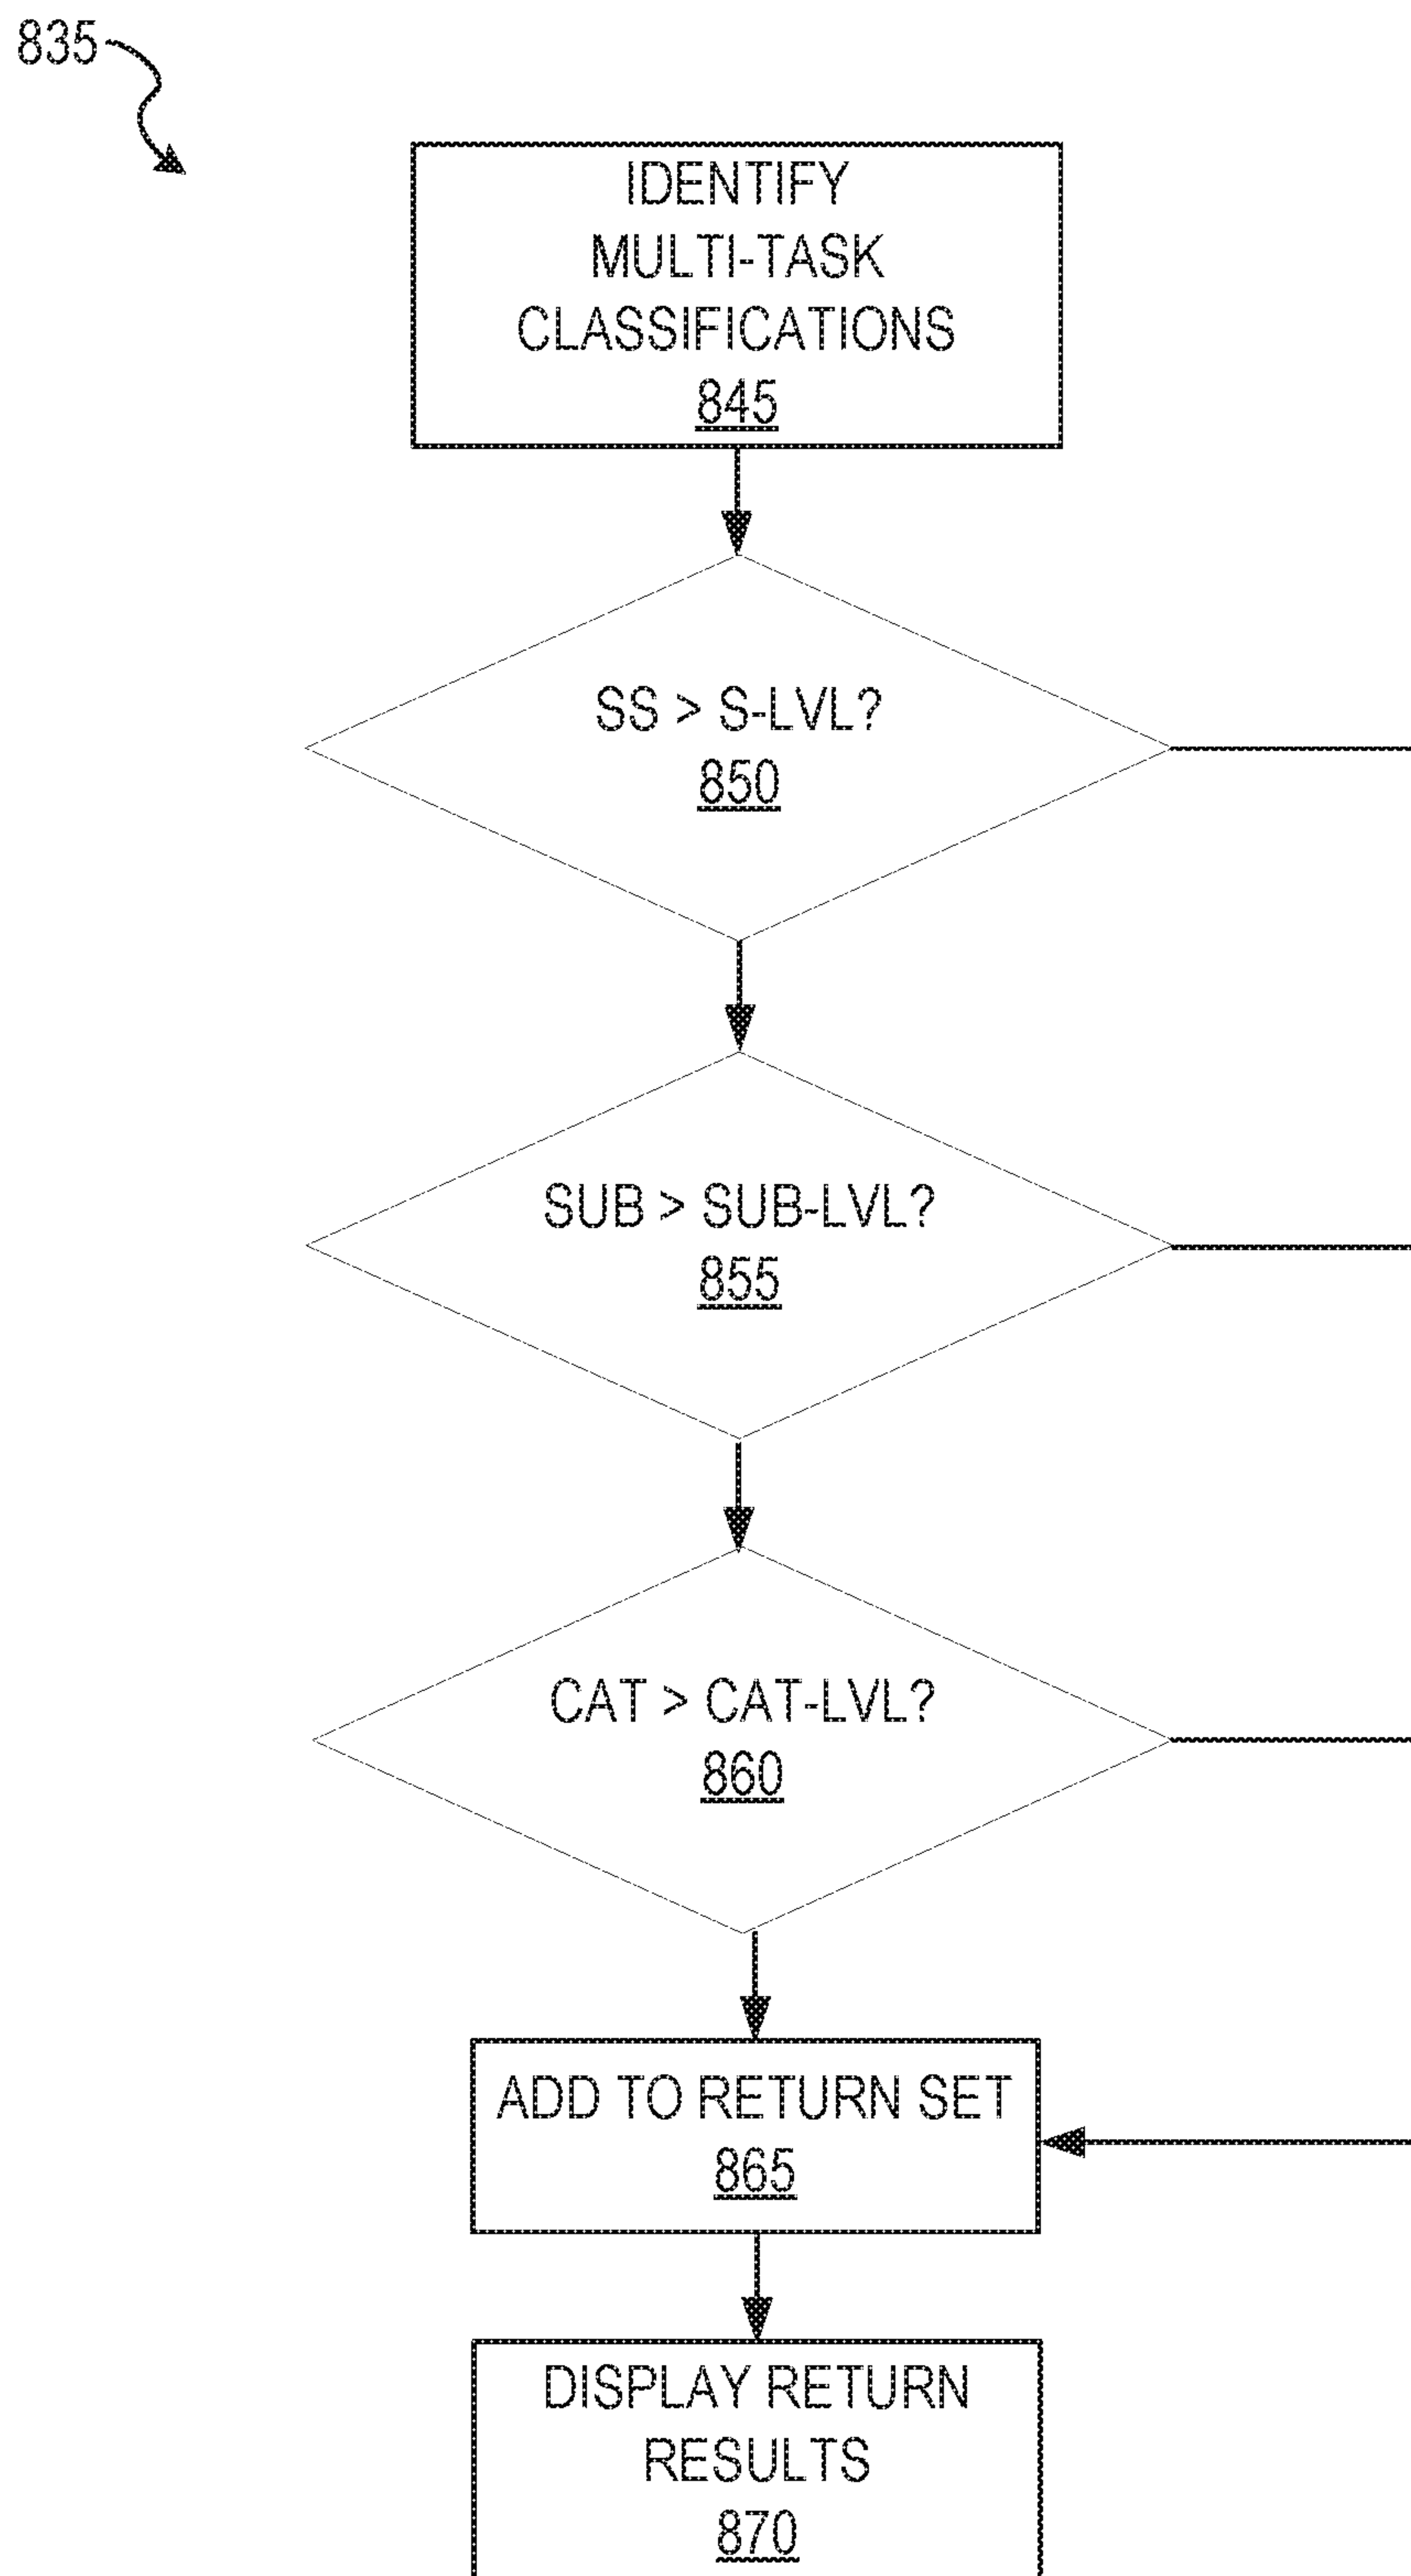 835
IDENTIFY
MULTI-TASK
CLASSIFICATIONS
845
SS > S-LVL?
850
SUB > SUB-LVL?
855
CAT > CAT-LVL?
860
ADD TO RETURN SET
865
DISPLAY RETURN
RESULTS
870